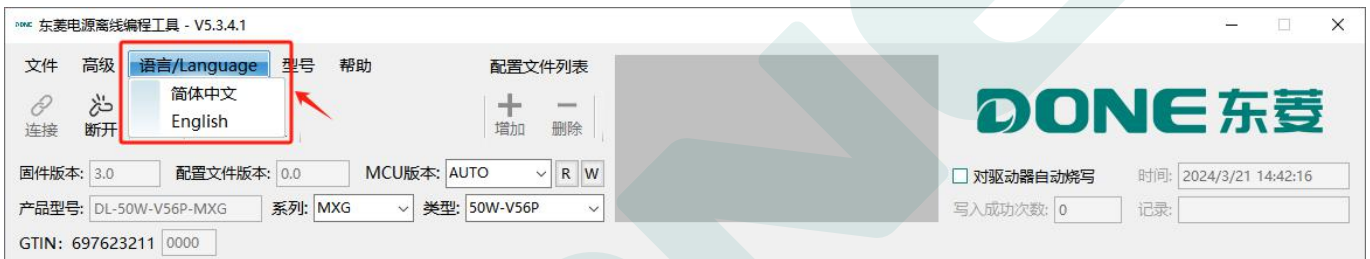 DONE 东菱电源离线编程工具 - V5.3.4.1
文件 高级 语言/Language 型号 帮助 配置文件列表
简体中文
English
连接 断开 增加 删除
DONE 东菱
固件版本: 3.0 配置文件版本: 0.0 MCU版本: AUTO R W 对驱动器自动烧写 时间: 2024/3/21 14:42:16
产品型号: DL-50W-V56P-MXG 系列: MXG 类型: 50W-V56P 写入成功次数: 0 记录:
GTIN: 697623211 0000